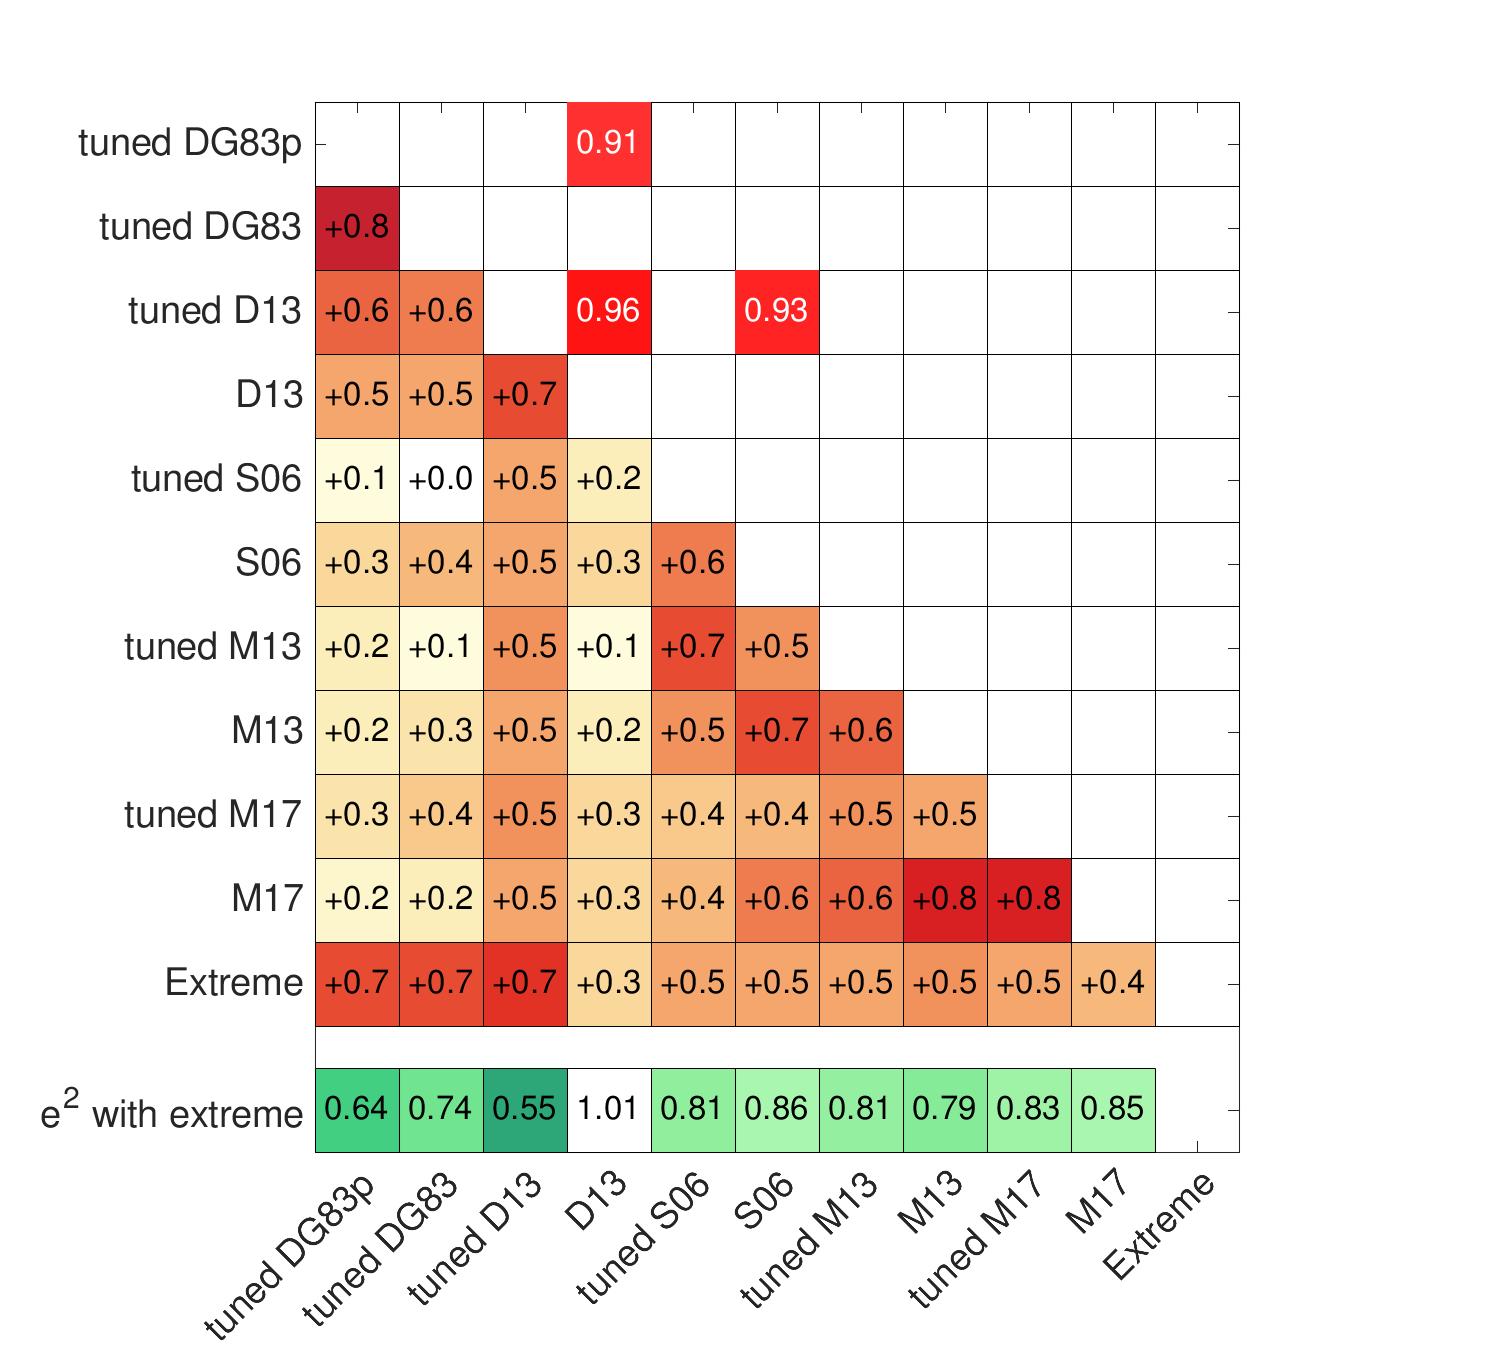 tuned DG83p 0.91
tuned DG83 +0.8
tuned D13 +0.6 +0.6 0.96 0.93
D13 +0.5 +0.5 +0.7
tuned S06 +0.1 +0.0 +0.5 +0.2
S06 +0.3 +0.4 +0.5 +0.3 +0.6
tuned M13 +0.2 +0.1 +0.5 +0.1 +0.7 +0.5
M13 +0.2 +0.3 +0.5 +0.2 +0.5 +0.7 +0.6
tuned M17 +0.3 +0.4 +0.5 +0.3 +0.4 +0.4 +0.5 +0.5
M17 +0.2 +0.2 +0.5 +0.3 +0.4 +0.6 +0.6 +0.8 +0.8
Extreme +0.7 +0.7 +0.7 +0.3 +0.5 +0.5 +0.5 +0.5 +0.5 +0.4
e² with extreme 0.64 0.74 0.55 1.01 0.81 0.86 0.81 0.79 0.83 0.85
tuned DG83p tuned DG83 tuned D13 D13 tuned S06 S06 tuned M13 M13 tuned M17 M17 Extreme